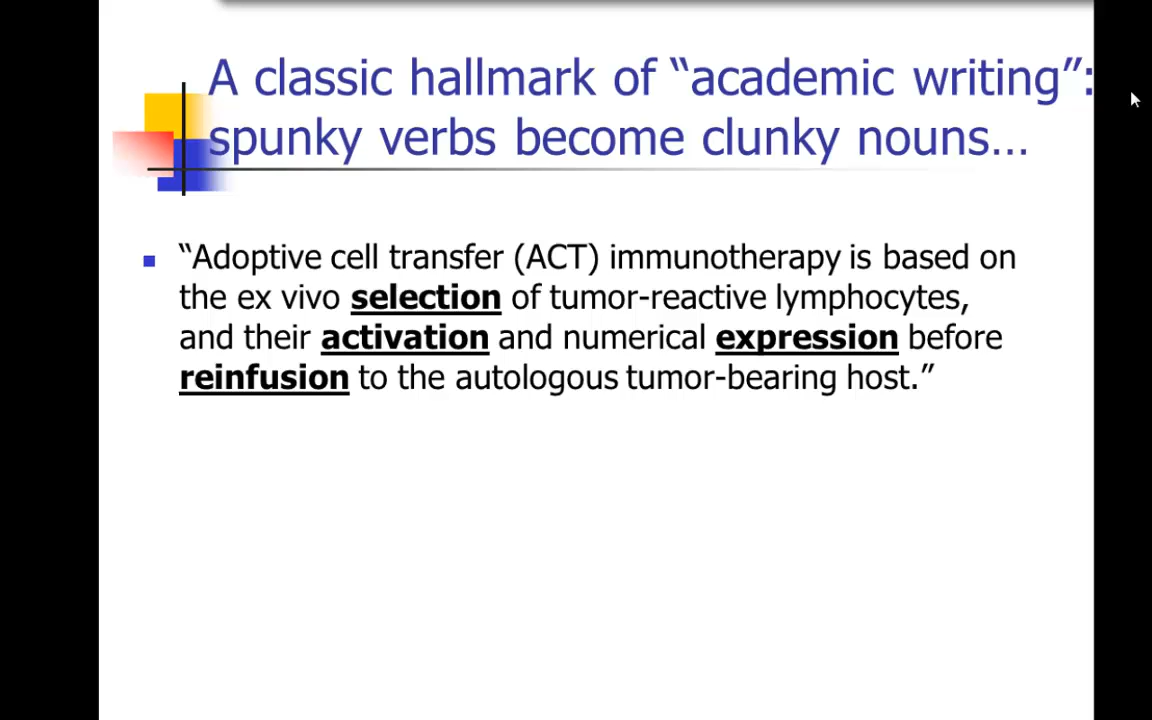 A classic hallmark of “academic writing”:
spunky verbs become clunky nouns…
“Adoptive cell transfer (ACT) immunotherapy is based on
the ex vivo selection of tumor-reactive lymphocytes,
and their activation and numerical expression before
reinfusion to the autologous tumor-bearing host.”